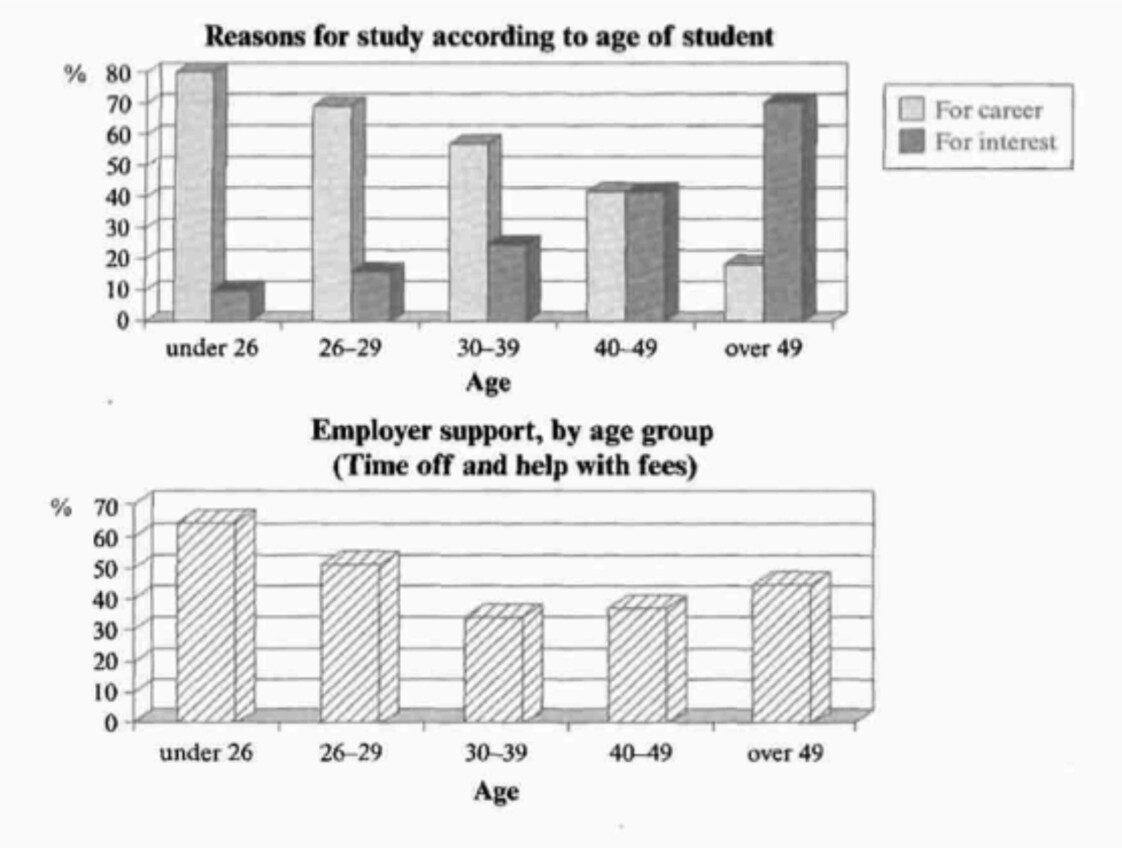 Reasons for study according to age of student
%
80
70
60
50
40
30
20
10
0
under 26 26–29 30–39 40–49 over 49
Age
For career
For interest
Employer support, by age group
(Time off and help with fees)
%
70
60
50
40
30
20
10
0
under 26 26–29 30–39 40–49 over 49
Age